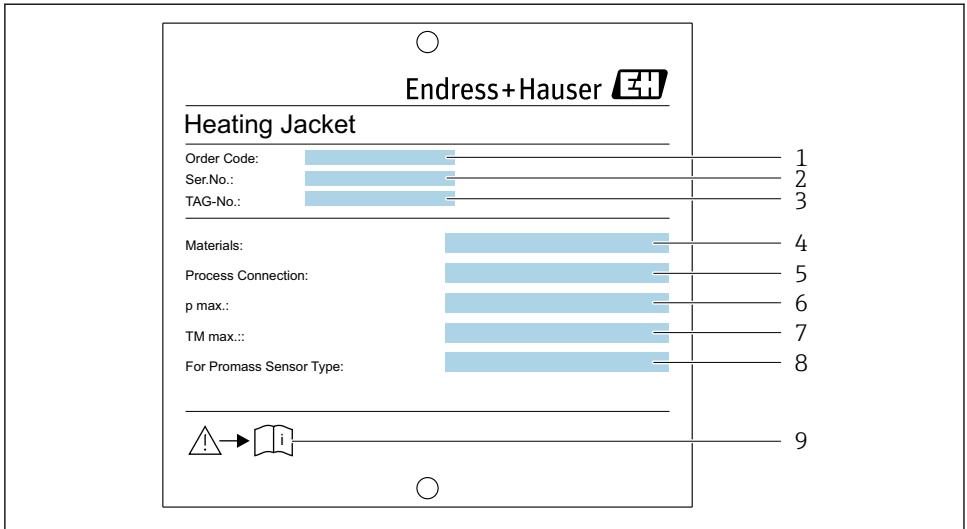 Endress+Hauser EH
Heating Jacket
Order Code: 1
Ser.No.: 2
TAG-No.: 3
Materials: 4
Process Connection: 5
p max.: 6
TM max.:: 7
For Promass Sensor Type: 8
i 9